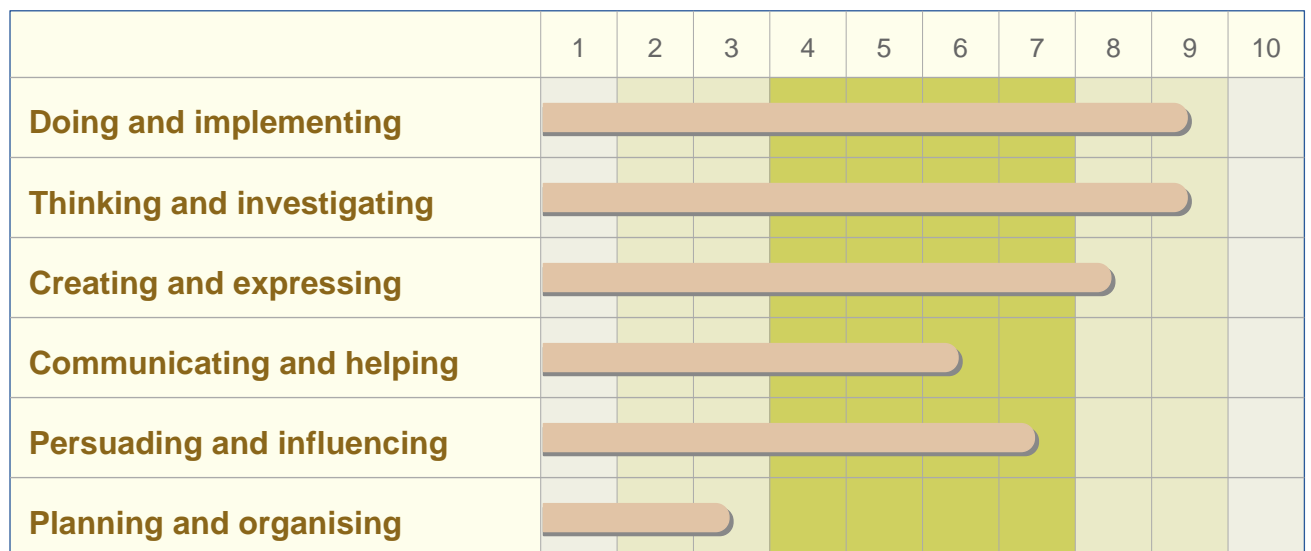 1 2 3 4 5 6 7 8 9 10
Doing and implementing
Thinking and investigating
Creating and expressing
Communicating and helping
Persuading and influencing
Planning and organising